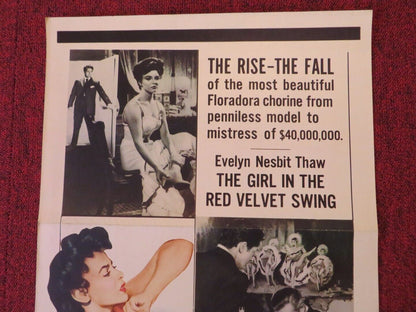 THE RISE-THE FALL
of the most beautiful
Floradora chorine from
penniless model to
mistress of $40,000,000.
Evelyn Nesbit Thaw
THE GIRL IN THE
RED VELVET SWING